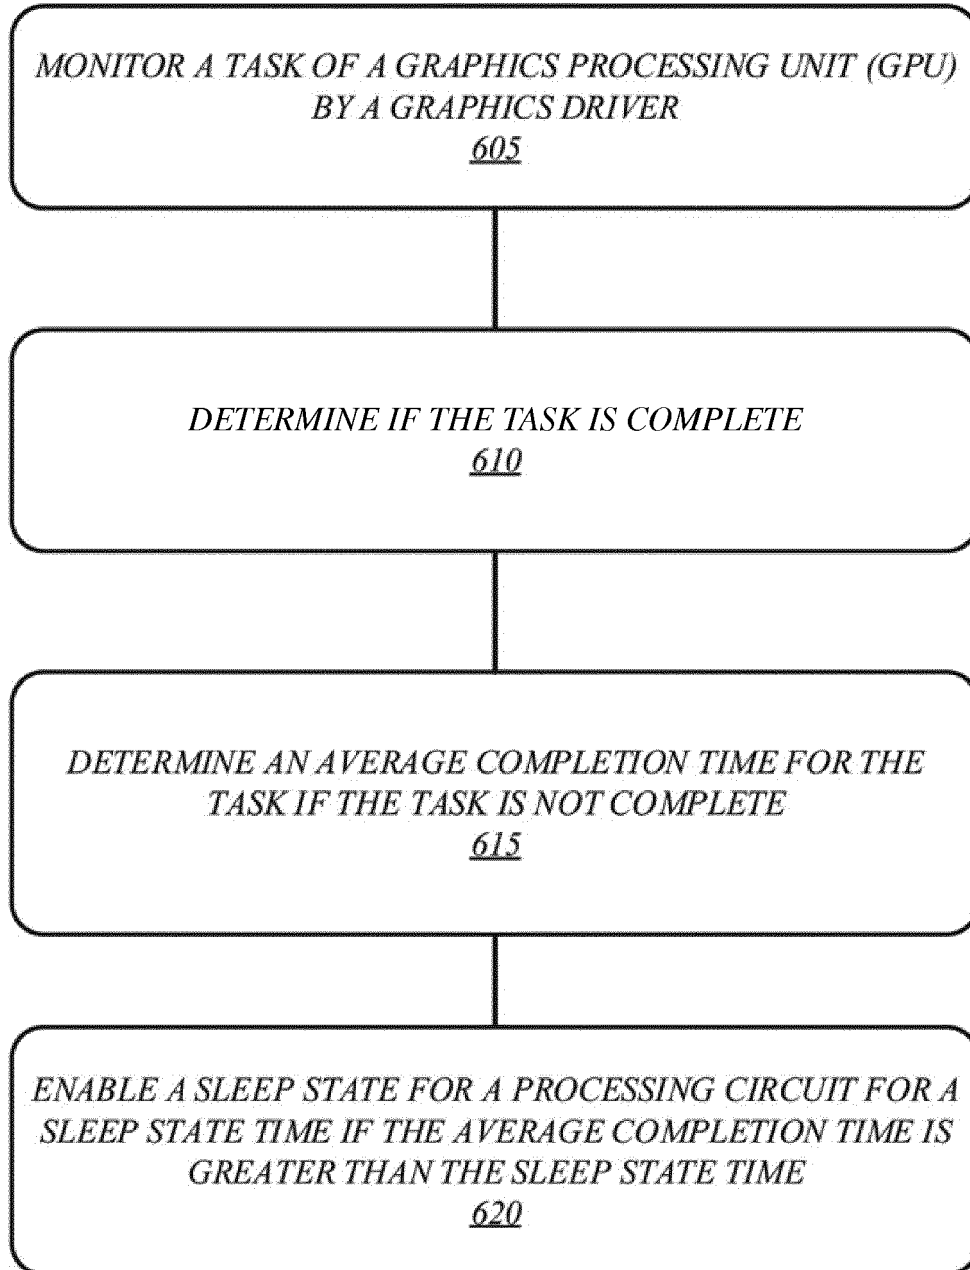 MONITOR A TASK OF A GRAPHICS PROCESSING UNIT (GPU)
BY A GRAPHICS DRIVER
605
DETERMINE IF THE TASK IS COMPLETE
610
DETERMINE AN AVERAGE COMPLETION TIME FOR THE
TASK IF THE TASK IS NOT COMPLETE
615
ENABLE A SLEEP STATE FOR A PROCESSING CIRCUIT FOR A
SLEEP STATE TIME IF THE AVERAGE COMPLETION TIME IS
GREATER THAN THE SLEEP STATE TIME
620